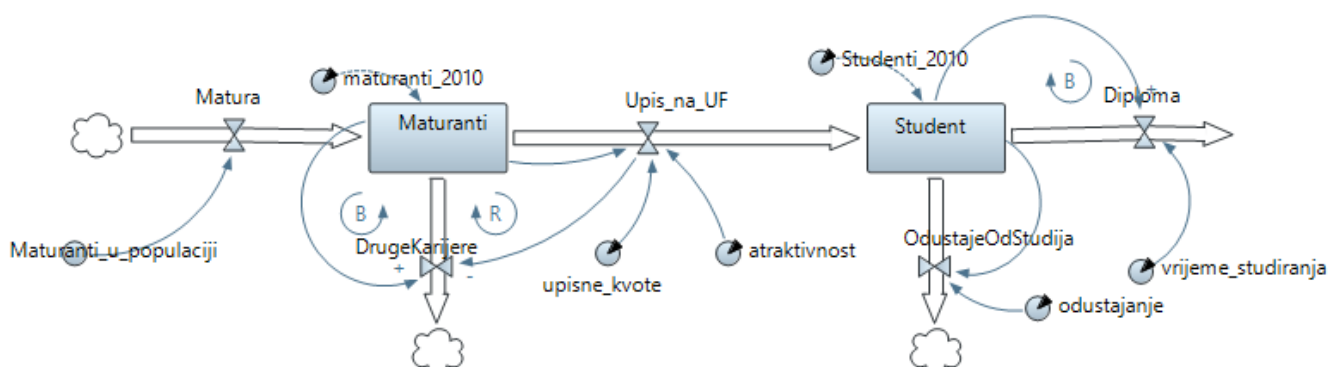 maturanti_2010
Studenti_2010
Matura
Upis_na_UF
B
Diploma
+
Maturanti
Student
B
R
Maturanti_u_populaciji
DrugeKarijere
atraktivnost
OdustajeOdStudija
+
-
upisne_kvote
vrijeme_studiranja
odustajanje